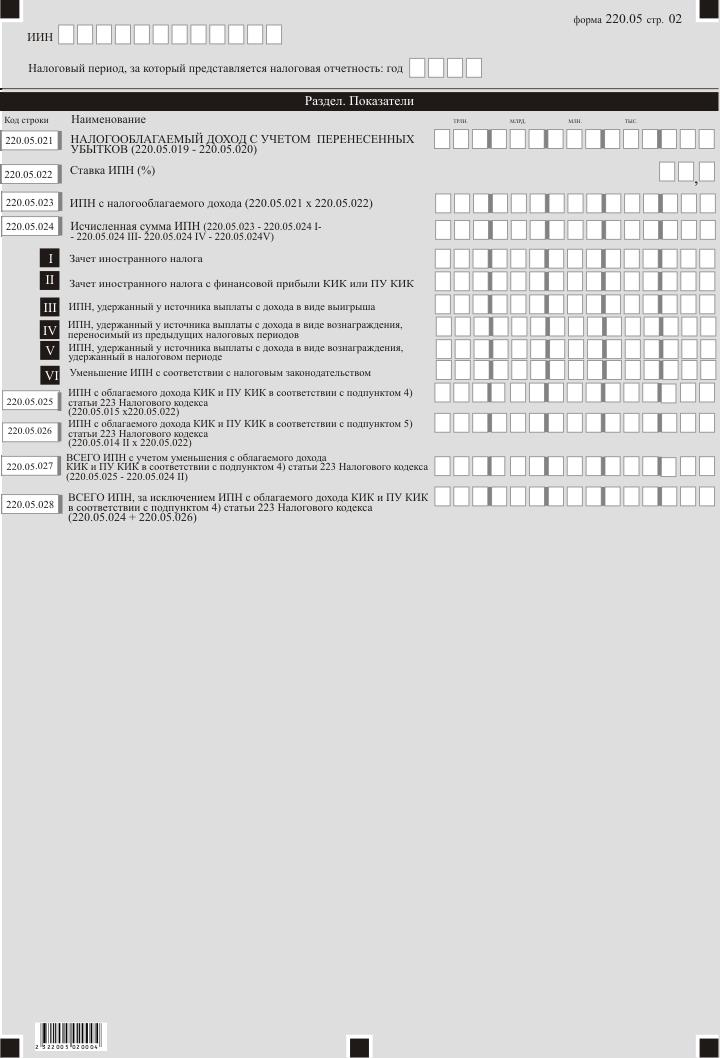 форма 220.05 стр. 02
ИИН
Налоговый период, за который представляется налоговая отчетность: год
Раздел. Показатели
Код строки Наименование трлн. млрд. млн. тыс.
220.05.021 НАЛОГООБЛАГАЕМЫЙ ДОХОД С УЧЕТОМ ПЕРЕНЕСЕННЫХ
УБЫТКОВ (220.05.019 - 220.05.020)
220.05.022 Ставка ИПН (%) ,
220.05.023 ИПН с налогооблагаемого дохода (220.05.021 x 220.05.022)
220.05.024 Исчисленная сумма ИПН (220.05.023 - 220.05.024 I-
- 220.05.024 III- 220.05.024 IV - 220.05.024V)
I Зачет иностранного налога
II Зачет иностранного налога с финансовой прибыли КИК или ПУ КИК
III ИПН, удержанный у источника выплаты с дохода в виде выигрыша
IV ИПН, удержанный у источника выплаты с дохода в виде вознаграждения,
переносимый из предыдущих налоговых периодов
V ИПН, удержанный у источника выплаты с дохода в виде вознаграждения,
удержанный в налоговом периоде
VI Уменьшение ИПН с соответствии с налоговым законодательством
220.05.025 ИПН с облагаемого дохода КИК и ПУ КИК в соответствии с подпунктом 4)
статьи 223 Налогового кодекса
(220.05.015 x220.05.022)
220.05.026 ИПН с облагаемого дохода КИК и ПУ КИК в соответствии с подпунктом 5)
статьи 223 Налогового кодекса
(220.05.014 II x 220.05.022)
220.05.027 ВСЕГО ИПН с учетом уменьшения с облагаемого дохода
КИК и ПУ КИК в соответствии с подпунктом 4) статьи 223 Налогового кодекса
(220.05.025 - 220.05.024 II)
220.05.028 ВСЕГО ИПН, за исключением ИПН с облагаемого дохода КИК и ПУ КИК
в соответствии с подпунктом 4) статьи 223 Налогового кодекса
(220.05.024 + 220.05.026)
2 322005 020004